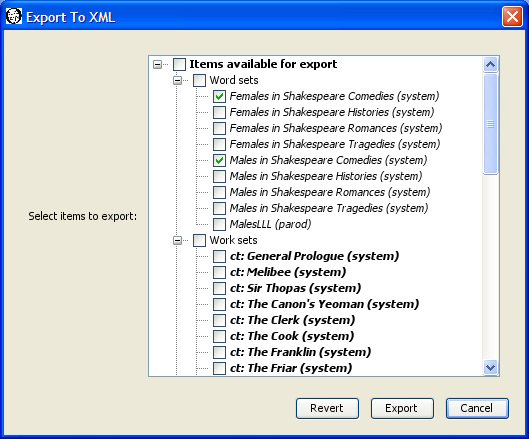 Export To XML
Items available for export
Word sets
Females in Shakespeare Comedies (system)
Females in Shakespeare Histories (system)
Females in Shakespeare Romances (system)
Females in Shakespeare Tragedies (system)
Males in Shakespeare Comedies (system)
Males in Shakespeare Histories (system)
Males in Shakespeare Romances (system)
Males in Shakespeare Tragedies (system)
Select items to export:
MalesLLL (parod)
Work sets
ct: General Prologue (system)
ct: Melibee (system)
ct: Sir Thopas (system)
ct: The Canon's Yeoman (system)
ct: The Clerk (system)
ct: The Cook (system)
ct: The Franklin (system)
ct: The Friar (system)
Revert Export Cancel